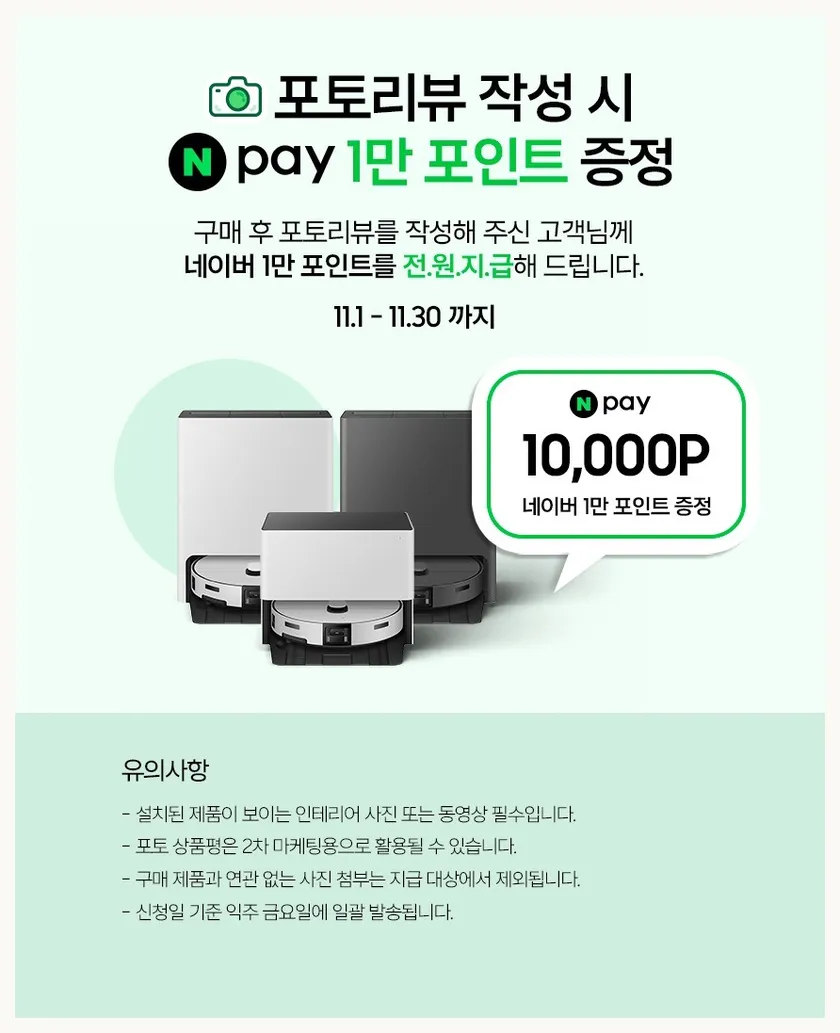 포토리뷰 작성 시
N pay 1만 포인트 증정
구매 후 포토리뷰를 작성해 주신 고객님께
네이버 1만 포인트를 전.원.지.급해 드립니다.
11.1 - 11.30 까지
N pay
10,000P
네이버 1만 포인트 증정
유의사항
- 설치된 제품이 보이는 인테리어 사진 또는 동영상 필수입니다.
- 포토 상품평은 2차 마케팅용으로 활용될 수 있습니다.
- 구매 제품과 연관 없는 사진 첨부는 지급 대상에서 제외됩니다.
- 신청일 기준 익주 금요일에 일괄 발송됩니다.